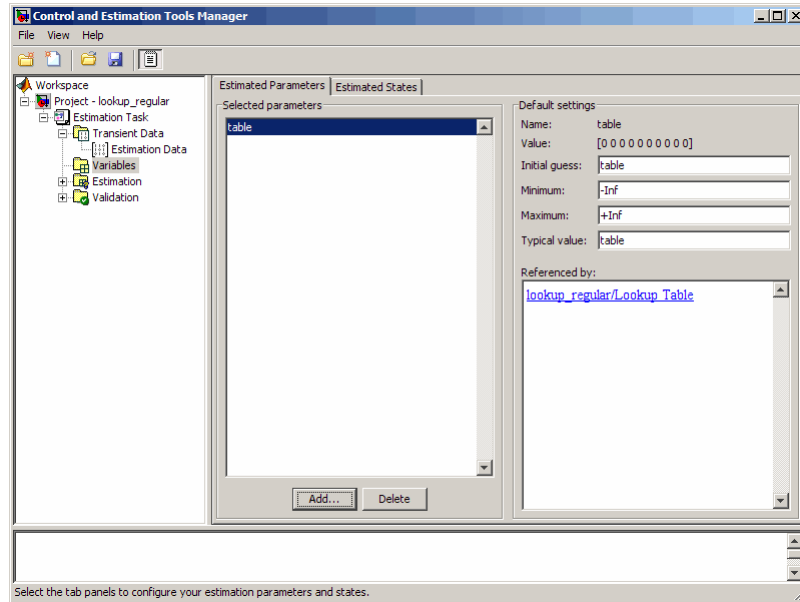 Control and Estimation Tools Manager
File View Help
Workspace
Project - lookup_regular
Estimation Task
Transient Data
Estimation Data
Variables
Estimation
Validation
Estimated Parameters Estimated States
Selected parameters
table
Add... Delete
Default settings
Name: table
Value: [0 0 0 0 0 0 0 0 0 0]
Initial guess: table
Minimum: -Inf
Maximum: +Inf
Typical value: table
Referenced by:
lookup_regular/Lookup Table
Select the tab panels to configure your estimation parameters and states.